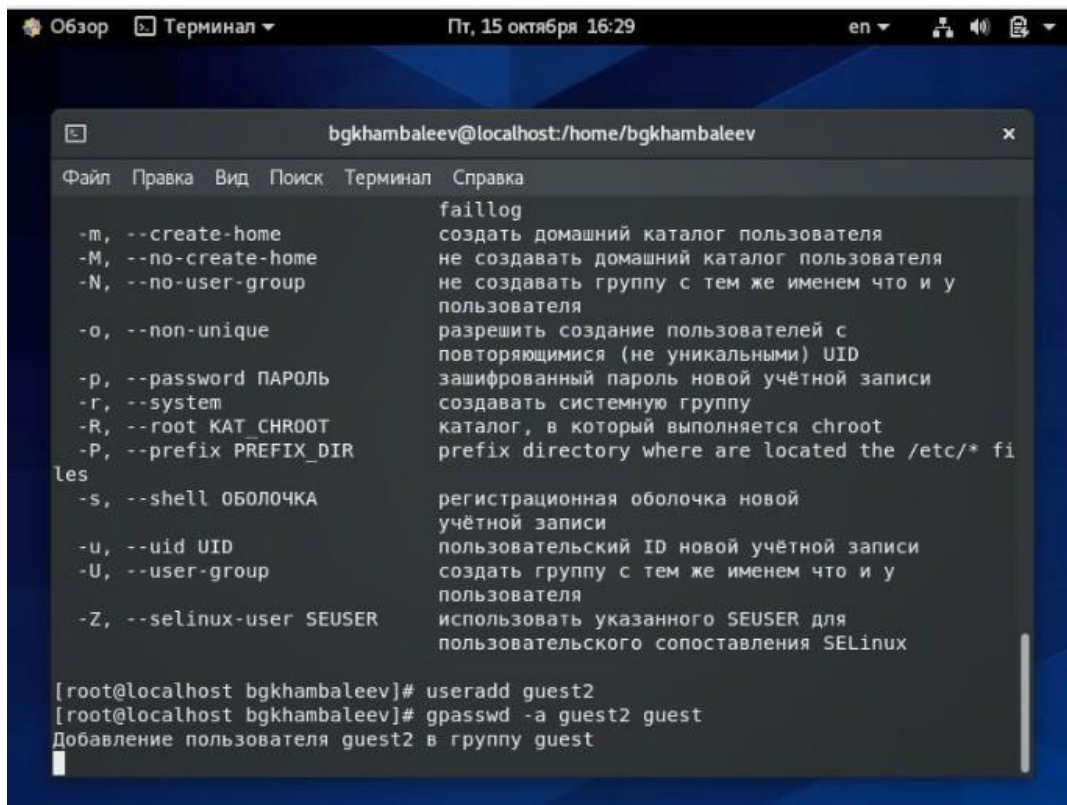 Обзор Терминал Пт, 15 октября 16:29 en
bgkhambaleev@localhost:/home/bgkhambaleev ×
Файл Правка Вид Поиск Терминал Справка
faillog
-m, --create-home создать домашний каталог пользователя
-M, --no-create-home не создавать домашний каталог пользователя
-N, --no-user-group не создавать группу с тем же именем что и у
пользователя
-o, --non-unique разрешить создание пользователей с
повторяющимися (не уникальными) UID
-p, --password ПАРОЛЬ зашифрованный пароль новой учётной записи
-r, --system создавать системную группу
-R, --root КАТ_CHROOT каталог, в который выполняется chroot
-P, --prefix PREFIX_DIR prefix directory where are located the /etc/* fi
les
-s, --shell ОБОЛОЧКА регистрационная оболочка новой
учётной записи
-u, --uid UID пользовательский ID новой учётной записи
-U, --user-group создать группу с тем же именем что и у
пользователя
-Z, --selinux-user SEUSER использовать указанного SEUSER для
пользовательского сопоставления SELinux
[root@localhost bgkhambaleev]# useradd guest2
[root@localhost bgkhambaleev]# gpasswd -a guest2 guest
Добавление пользователя guest2 в группу guest